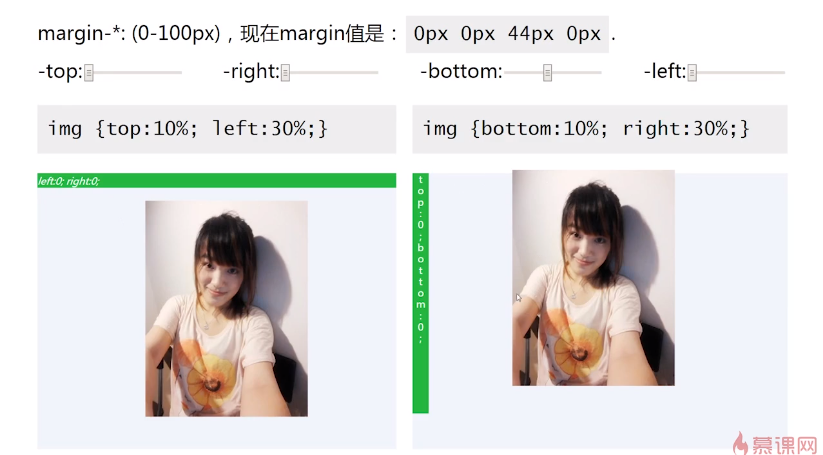 margin-*: (0-100px)，现在margin值是： 0px 0px 44px 0px .
-top: -right: -bottom: -left:
img {top:10%; left:30%;} img {bottom:10%; right:30%;}
left:0; right:0;
top:0;bottom:0;
慕课网